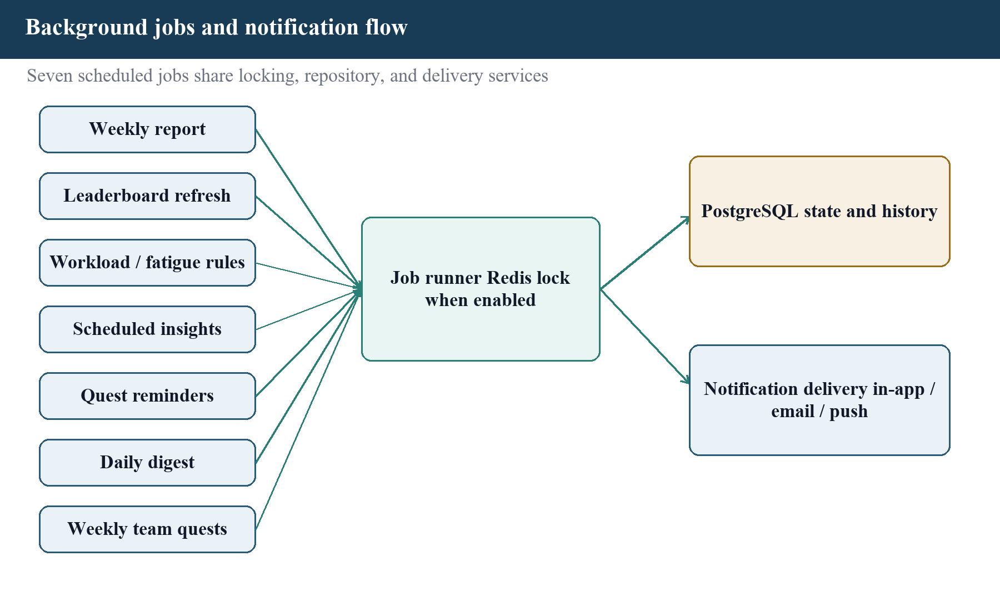 Background jobs and notification flow
Seven scheduled jobs share locking, repository, and delivery services
Weekly report
Leaderboard refresh
Workload / fatigue rules
Scheduled insights
Quest reminders
Daily digest
Weekly team quests
Job runner Redis lock
when enabled
PostgreSQL state and history
Notification delivery in-app /
email / push